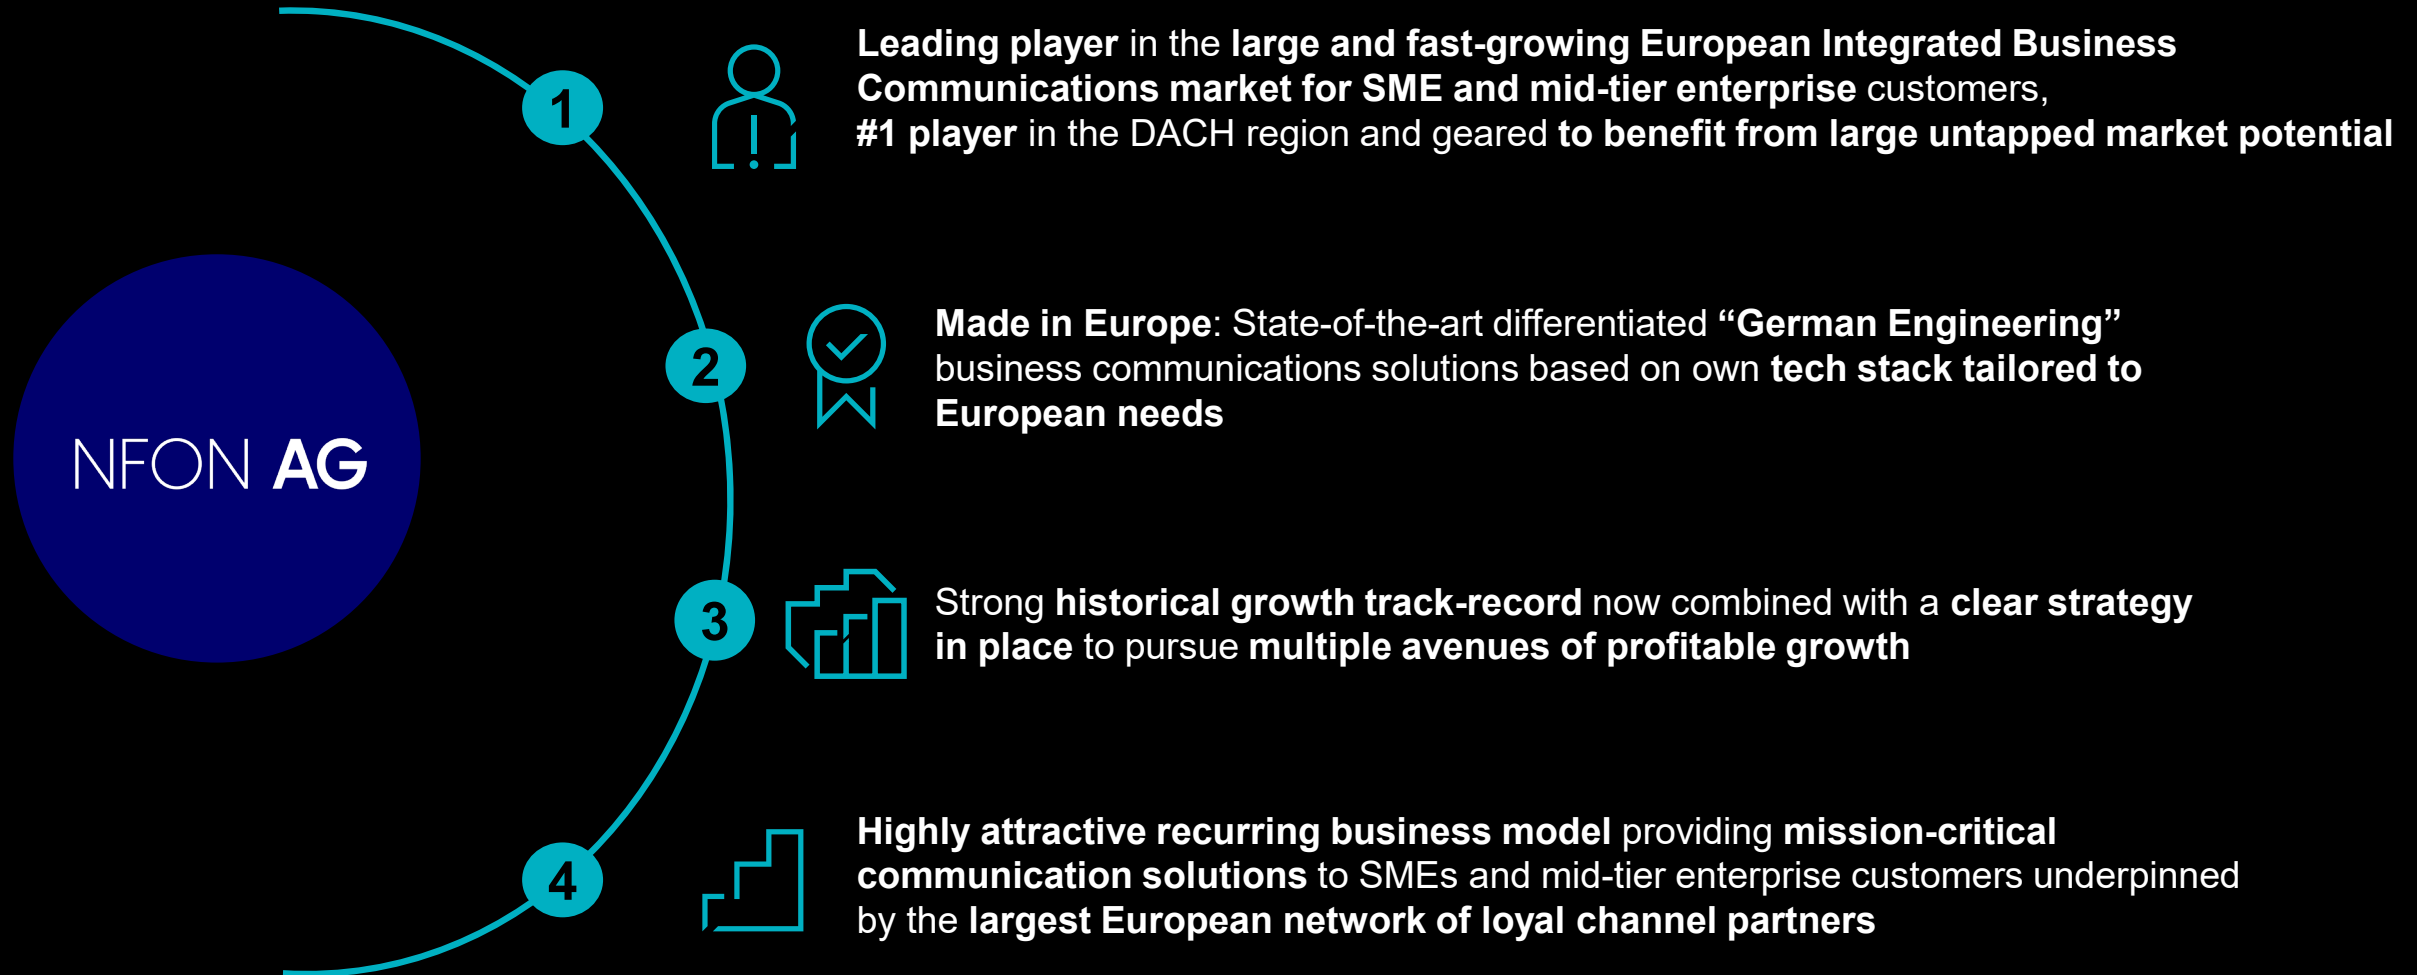 NFON AG
1
Leading player in the large and fast-growing European Integrated Business
Communications market for SME and mid-tier enterprise customers,
#1 player in the DACH region and geared to benefit from large untapped market potential
2
Made in Europe: State-of-the-art differentiated “German Engineering”
business communications solutions based on own tech stack tailored to
European needs
3
Strong historical growth track-record now combined with a clear strategy
in place to pursue multiple avenues of profitable growth
4
Highly attractive recurring business model providing mission-critical
communication solutions to SMEs and mid-tier enterprise customers underpinned
by the largest European network of loyal channel partners